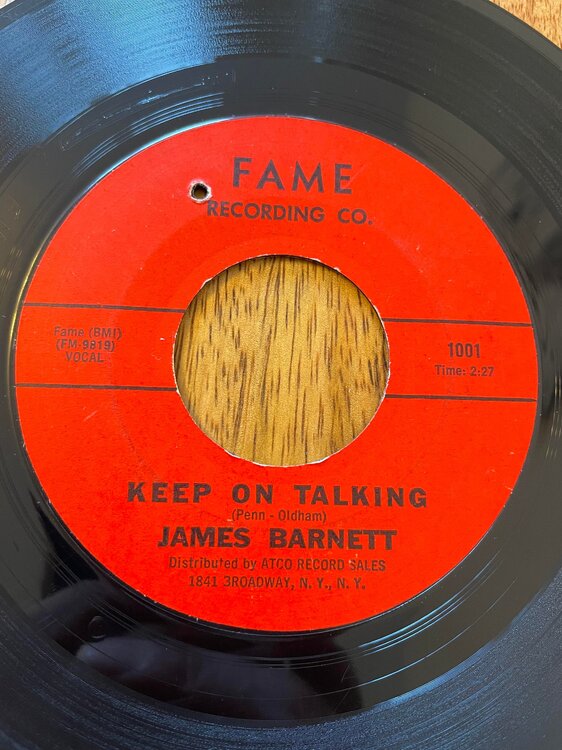 FAME
RECORDING CO.
Fame (BMI)
(FM-9819)
VOCAL
1001
Time: 2:27
KEEP ON TALKING
(Penn - Oldham)
JAMES BARNETT
Distributed by ATCO RECORD SALES
1841 3ROADWAY, N. Y., N. Y.